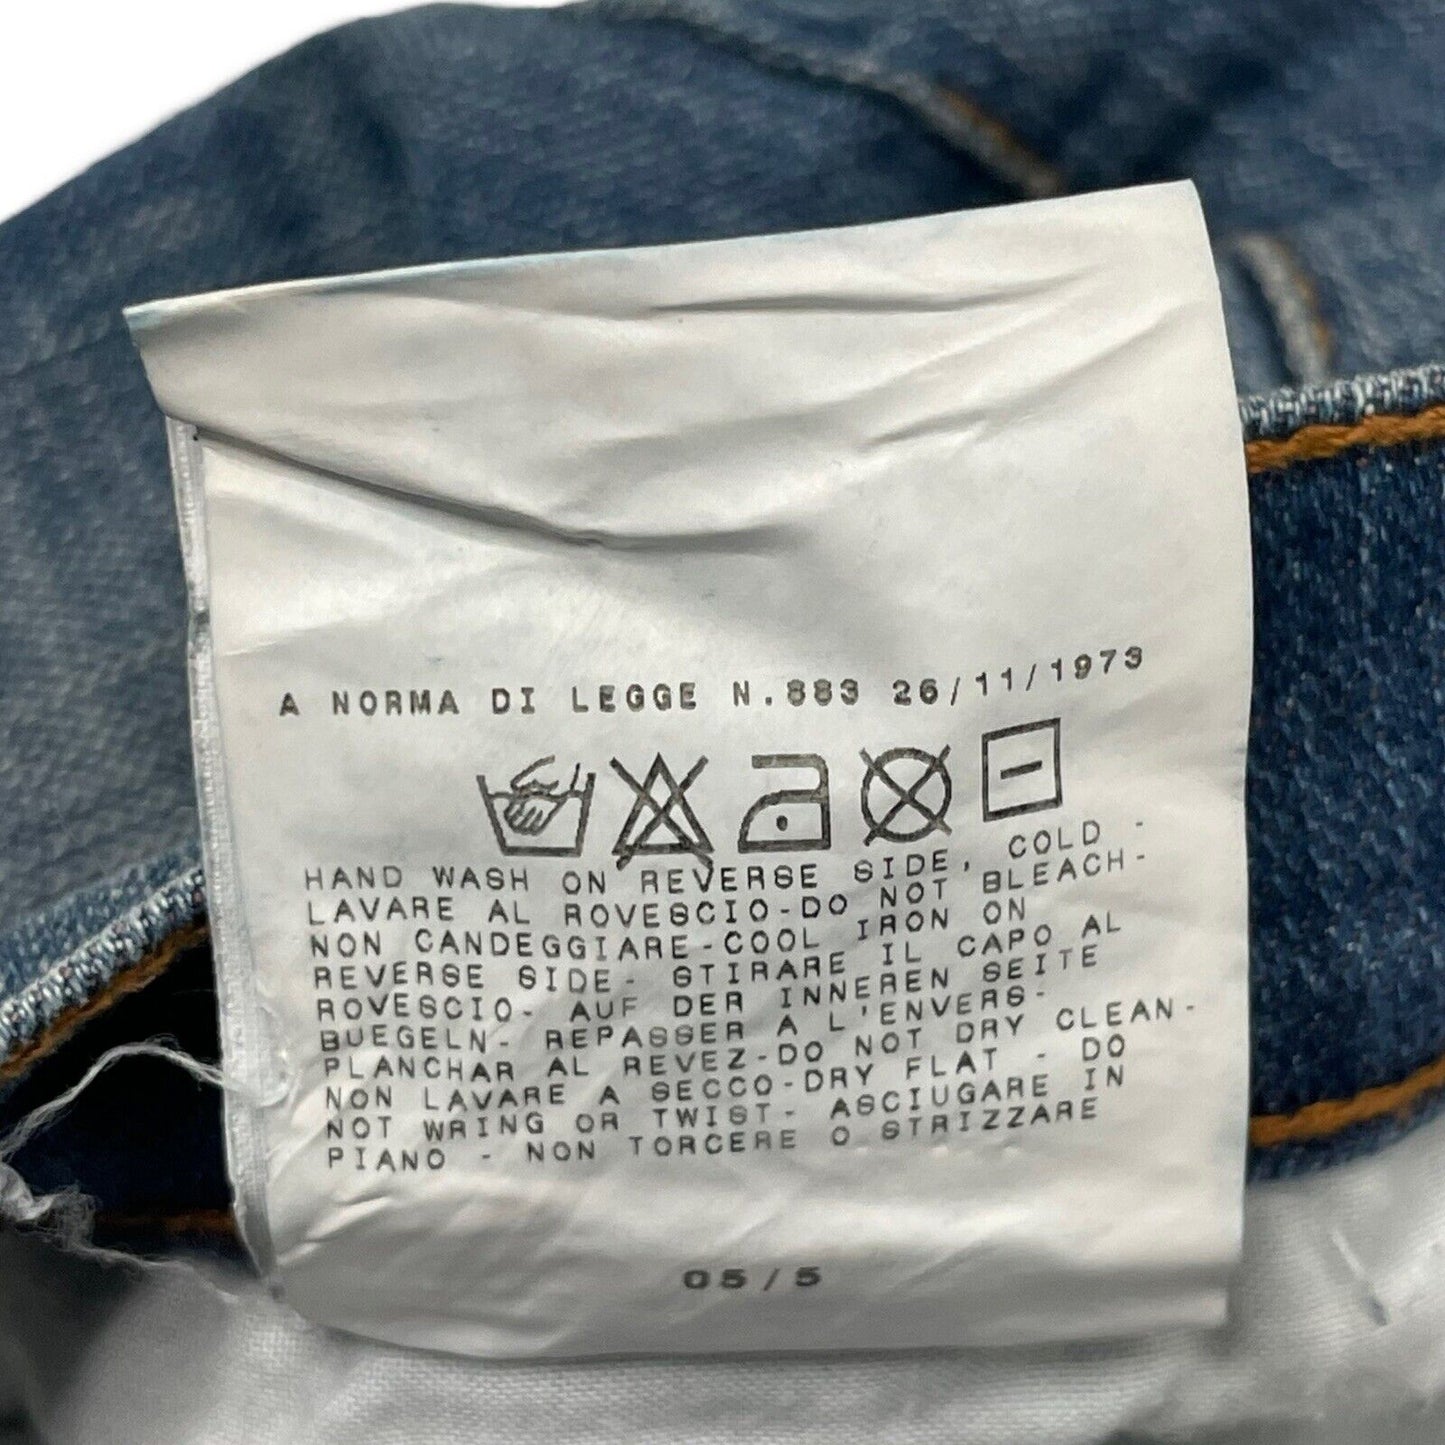 A NORMA DI LEGGE N.883 26/11/1973
HAND WASH ON REVERSE SIDE, COLD -
LAVARE AL ROVESCIO-DO NOT BLEACH-
NON CANDEGGIARE-COOL IRON ON
REVERSE SIDE- STIRARE IL CAPO AL
ROVESCIO- AUF DER INNEREN SEITE
BUEGELN- REPASSER A L'ENVERS-
PLANCHAR AL REVEZ-DO NOT DRY CLEAN-
NON LAVARE A SECCO-DRY FLAT - DO
NOT WRING OR TWIST- ASCIUGARE IN
PIANO - NON TORCERE O STRIZZARE
05/5